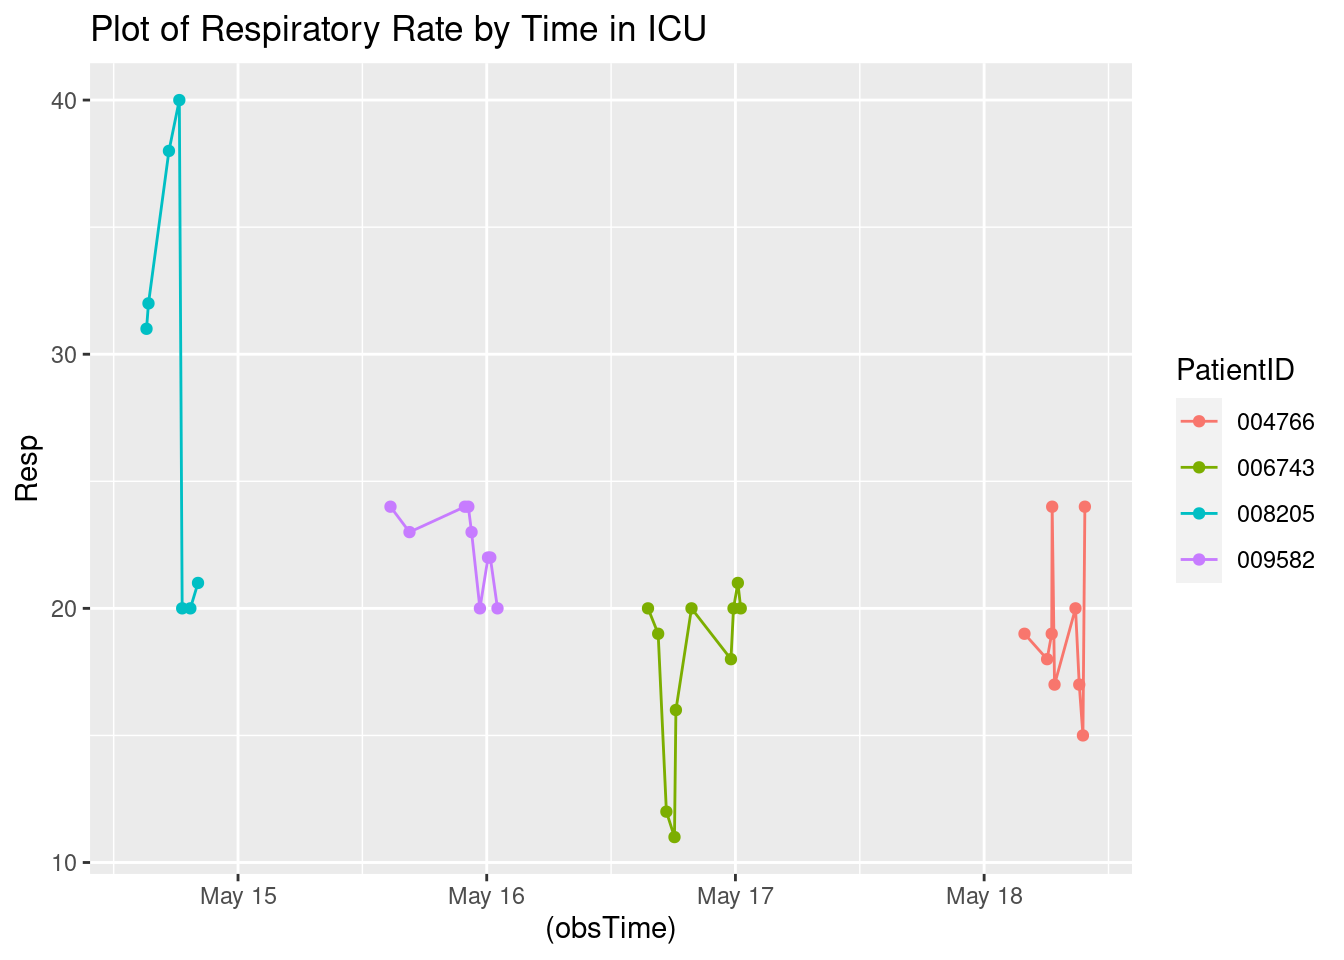 Plot of Respiratory Rate by Time in ICU
40
30
20
10
Resp
May 15
May 16
May 17
May 18
(obsTime)
PatientID
004766
006743
008205
009582